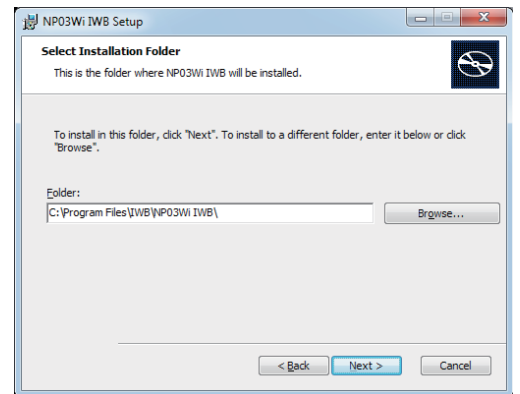 NP03Wi IWB Setup
Select Installation Folder
This is the folder where NP03Wi IWB will be installed.
To install in this folder, click "Next". To install to a different folder, enter it below or click
"Browse".
Folder:
C:\Program Files\IWB\NP03Wi IWB\
Browse...
< Back
Next >
Cancel